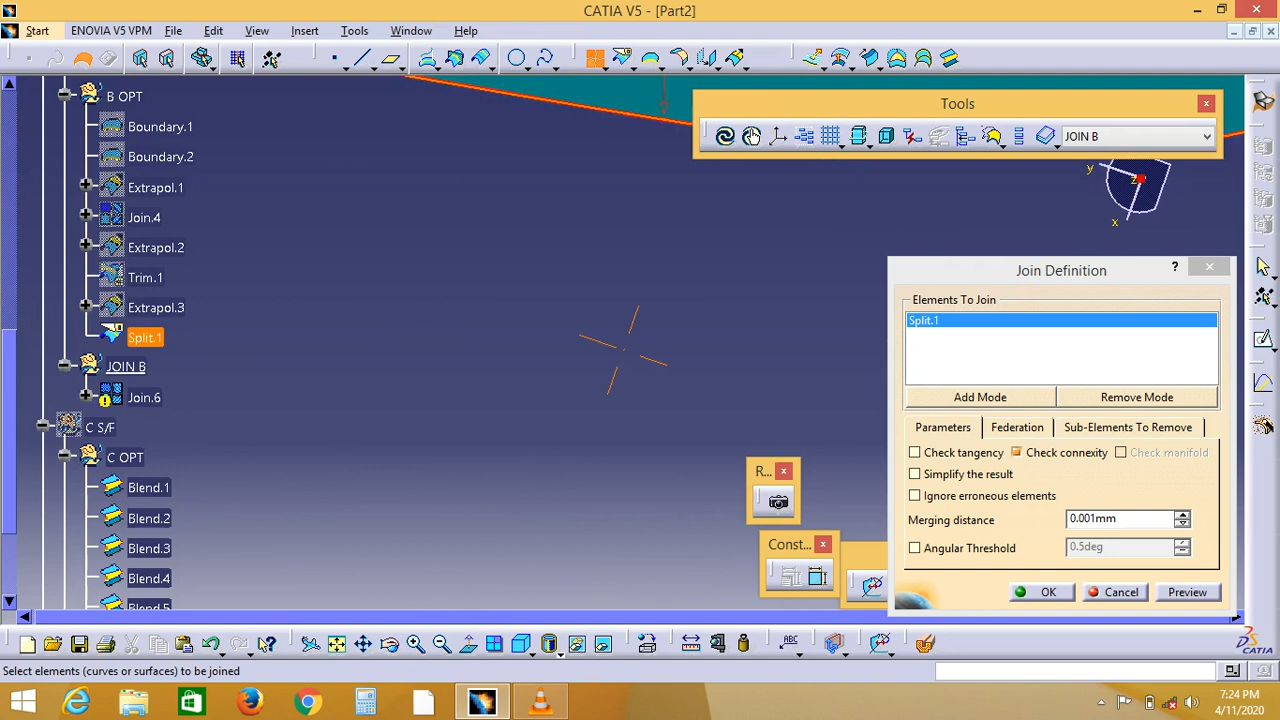 CATIA V5 - [Part2]
Start ENOVIA V5 VPM File Edit View Insert Tools Window Help
B OPT
Boundary.1
Boundary.2
Extrapol.1
Join.4
Extrapol.2
Trim.1
Extrapol.3
Split.1
JOIN B
Join.6
C S/F
C OPT
Blend.1
Blend.2
Blend.3
Blend.4
Blend.5
Tools
JOIN B
y
z
x
Join Definition
?
Elements To Join
Split.1
Add Mode Remove Mode
Parameters Federation Sub-Elements To Remove
Check tangency Check connexity Check manifold
Simplify the result
Ignore erroneous elements
Merging distance 0.001mm
Angular Threshold 0.5deg
OK Cancel Preview
R...
Const...
ABC
CATIA
Select elements (curves or surfaces) to be joined
7:24 PM
4/11/2020